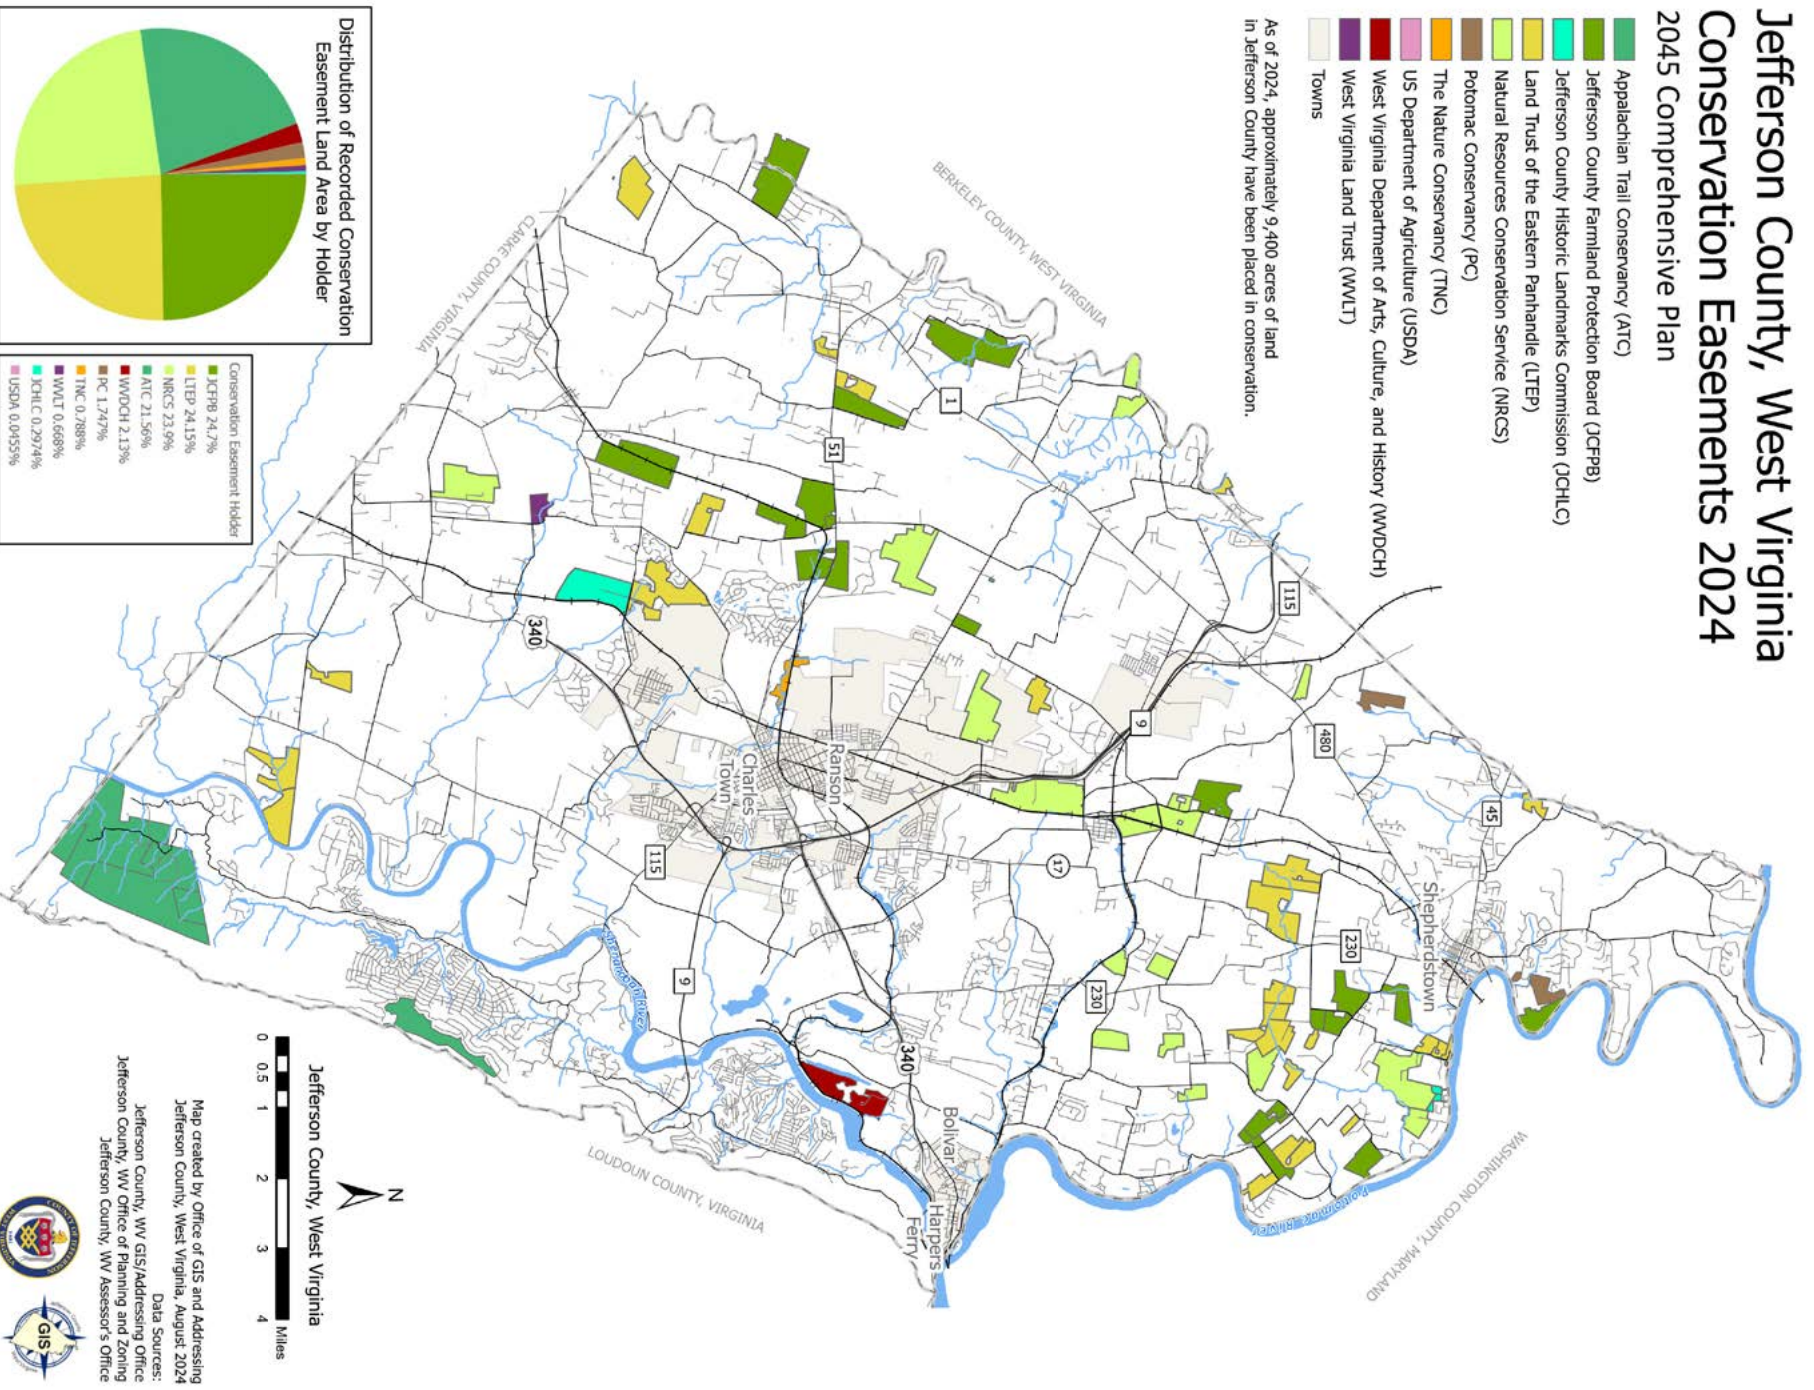 Jefferson County, West Virginia
Conservation Easements 2024
2045 Comprehensive Plan
Appalachian Trail Conservancy (ATC)
Jefferson County Farmland Protection Board (JCFPB)
Jefferson County Historic Landmarks Commission (JCHLC)
Land Trust of the Eastern Panhandle (LTEP)
Natural Resources Conservation Service (NRCS)
Potomac Conservancy (PC)
The Nature Conservancy (TNC)
US Department of Agriculture (USDA)
West Virginia Department of Arts, Culture, and History (WVDCH)
West Virginia Land Trust (WVLT)
Towns
As of 2024, approximately 9,400 acres of land
in Jefferson County have been placed in conservation.
BERKELEY COUNTY, WEST VIRGINIA
CLARKE COUNTY, VIRGINIA
WASHINGTON COUNTY, MARYLAND
LOUDOUN COUNTY, VIRGINIA
45
480
115
230
Shepherdstown
9
1
17
230
51
Ranson
Charles
Town
340
Bolivar
Harpers
Ferry
115
9
340
Potomac River
Shenandoah River
Distribution of Recorded Conservation
Easement Land Area by Holder
Conservation Easement Holder
JCFPB 24.7%
LTEP 24.15%
NRCS 23.9%
ATC 21.56%
WVDCH 2.13%
PC 1.747%
TNC 0.788%
WVLT 0.668%
JCHLC 0.2974%
USDA 0.0455%
N
Jefferson County, West Virginia
0 0.5 1 2 3 4
Miles
Map created by Office of GIS and Addressing
Jefferson County, West Virginia, August 2024
Data Sources:
Jefferson County, WV GIS/Addressing Office
Jefferson County, WV Office of Planning and Zoning
Jefferson County, WV Assessor's Office
GIS